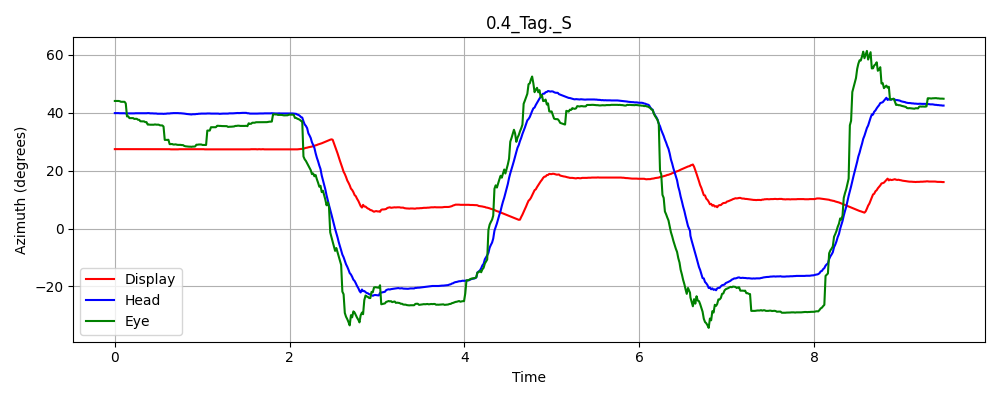 0.4_Tag._S
Azimuth (degrees)
60
40
20
0
−20
Display
Head
Eye
0 2 4 6 8
Time